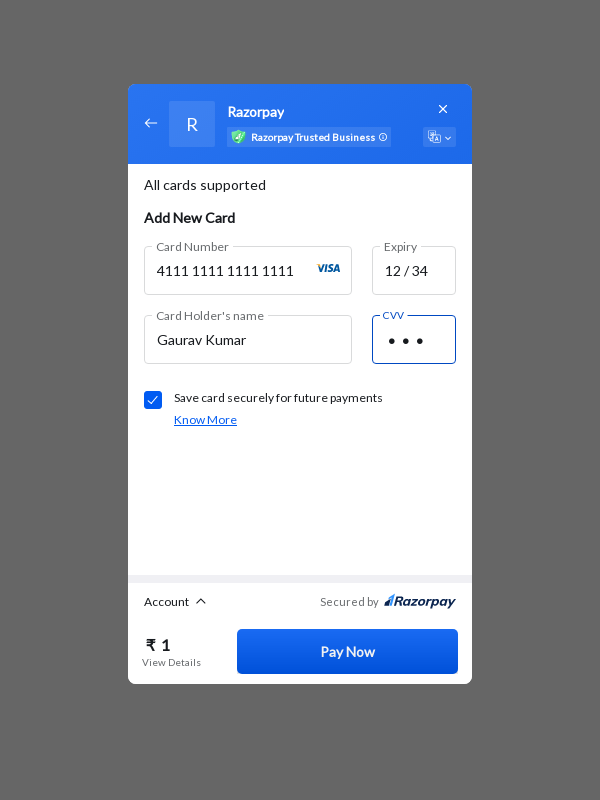 R
Razorpay
Razorpay Trusted Business
All cards supported
Add New Card
Card Number
4111 1111 1111 1111
VISA
Expiry
12 / 34
Card Holder's name
Gaurav Kumar
CVV
Save card securely for future payments
Know More
Account
Secured by Razorpay
₹ 1
View Details
Pay Now